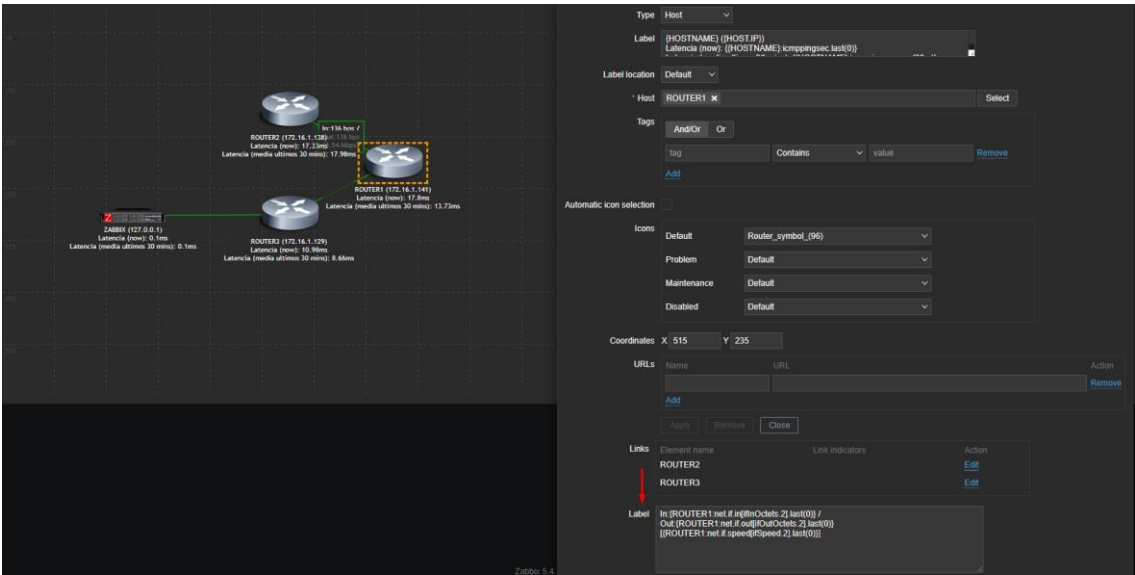 In:136 bps /
ROUTER2 (172.16.1.138)
Latencia (now): 17.33ms
Latencia (media ultimos 30 mins): 17.98ms
ROUTER1 (172.16.1.141)
Latencia (now): 17.8ms
Latencia (media ultimos 30 mins): 13.73ms
ZABBIX (127.0.0.1)
Latencia (now): 0.1ms
Latencia (media ultimos 30 mins): 0.1ms
ROUTER3 (172.16.1.129)
Latencia (now): 10.98ms
Latencia (media ultimos 30 mins): 8.66ms
Zabbix 5.4
Type Host
Label {HOSTNAME} ({HOST.IP})
Latencia (now): {{HOSTNAME}:icmppingsec.last(0)}
Label location Default
* Host ROUTER1 Select
Tags And/Or Or
tag Contains value Remove
Add
Automatic icon selection
Icons
Default Router_symbol_(96)
Problem Default
Maintenance Default
Disabled Default
Coordinates X 515 Y 235
URLs Name URL Action
Remove
Add
Apply Remove Close
Links Element name Link indicators Action
ROUTER2 Edit
ROUTER3 Edit
Label In:{ROUTER1:net.if.in[ifInOctets.2].last(0)} /
Out:{ROUTER1:net.if.out[ifOutOctets.2].last(0)}
[{ROUTER1:net.if.speed[ifSpeed.2].last(0)}]